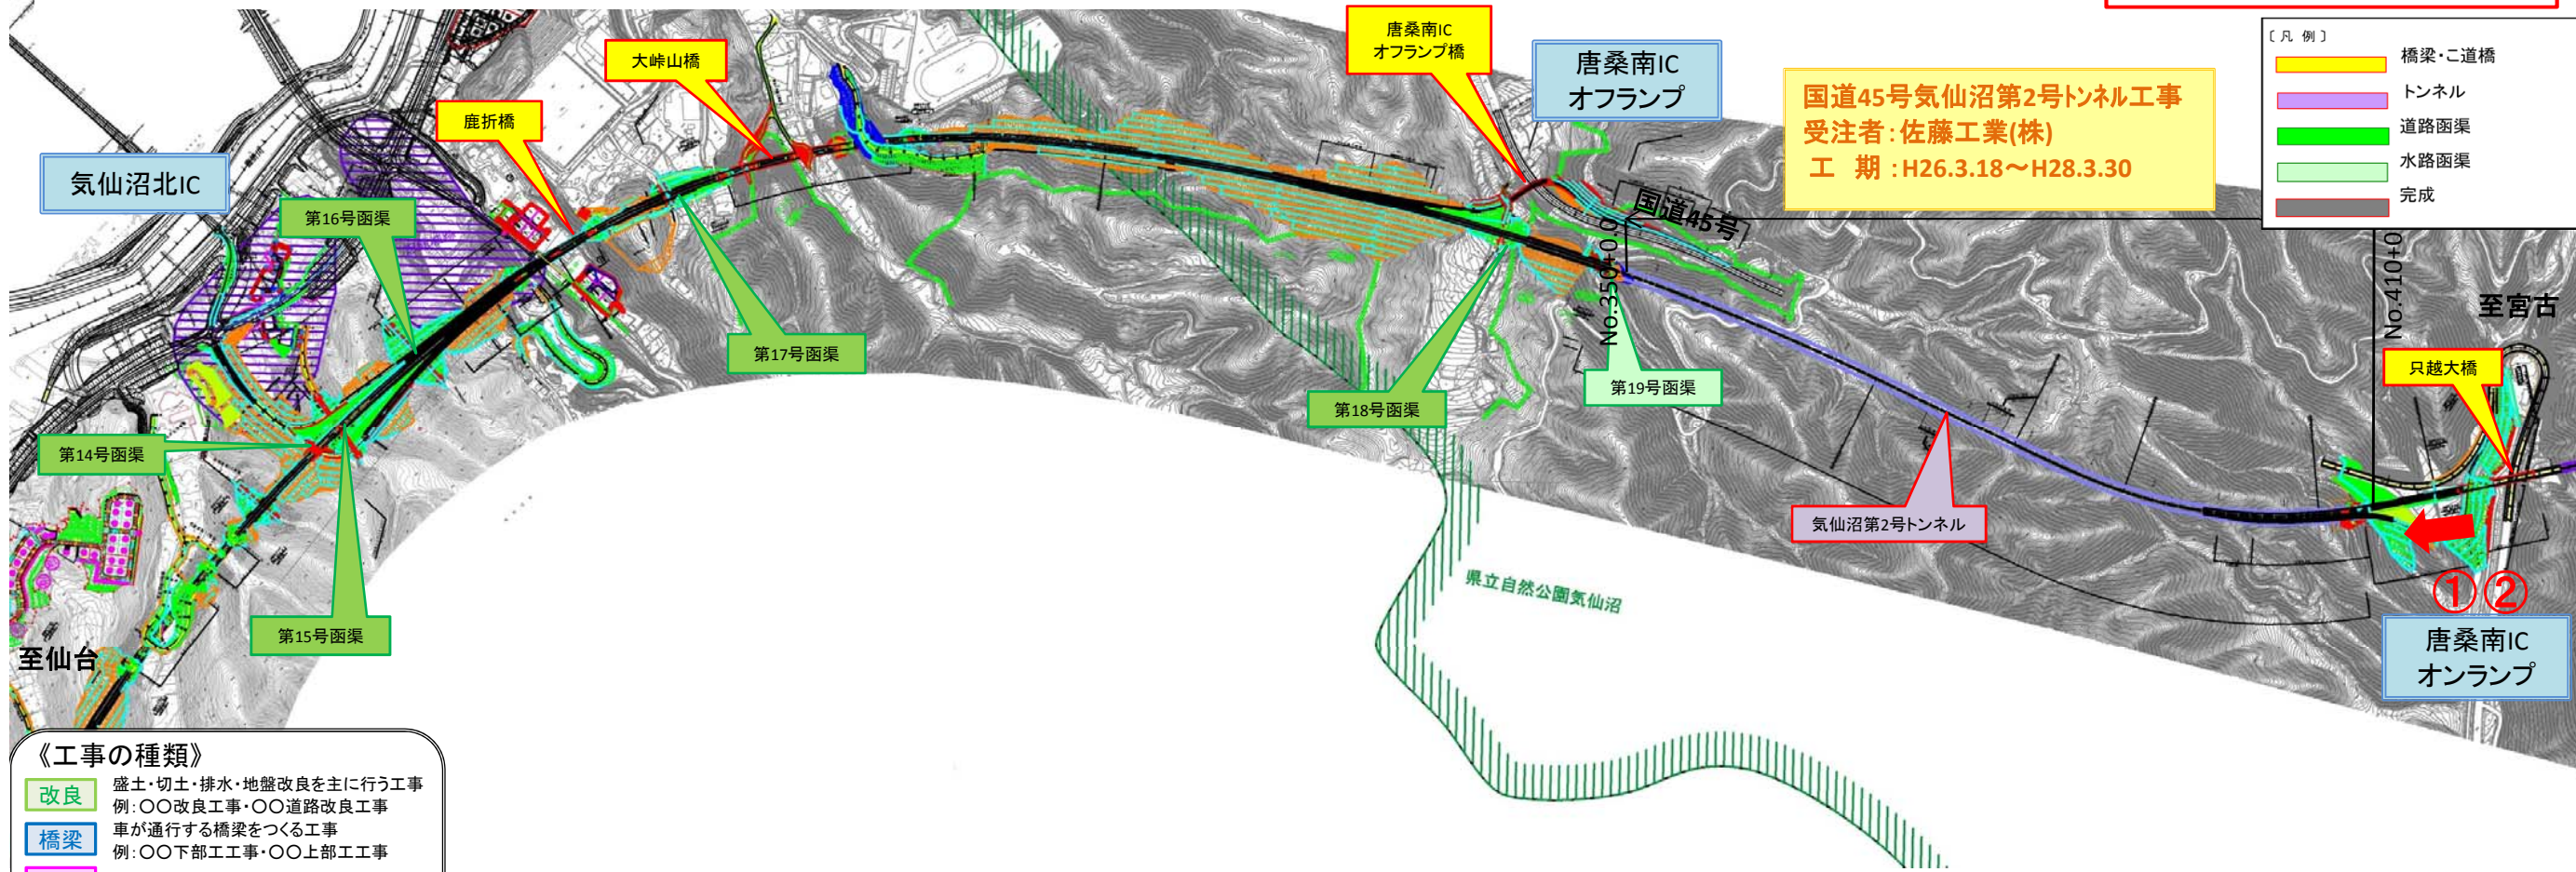 〔 凡 例 〕
橋梁・こ道橋
トンネル
道路函渠
水路函渠
完成
国道45号気仙沼第2号トンネル工事
受注者：佐藤工業(株)
工　期：H26.3.18～H28.3.30
唐桑南IC
オフランプ橋
唐桑南IC
オフランプ
大峠山橋
鹿折橋
気仙沼北IC
第16号函渠
第17号函渠
第14号函渠
第15号函渠
第18号函渠
第19号函渠
国道45号
No.350+0.0
No.410+0
至宮古
只越大橋
気仙沼第2号トンネル
県立自然公園気仙沼
①②
唐桑南IC
オンランプ
至仙台
《工事の種類》
改良
盛土・切土・排水・地盤改良を主に行う工事
例：〇〇改良工事・〇〇道路改良工事
橋梁
車が通行する橋梁をつくる工事
例：〇〇下部工工事・〇〇上部工工事